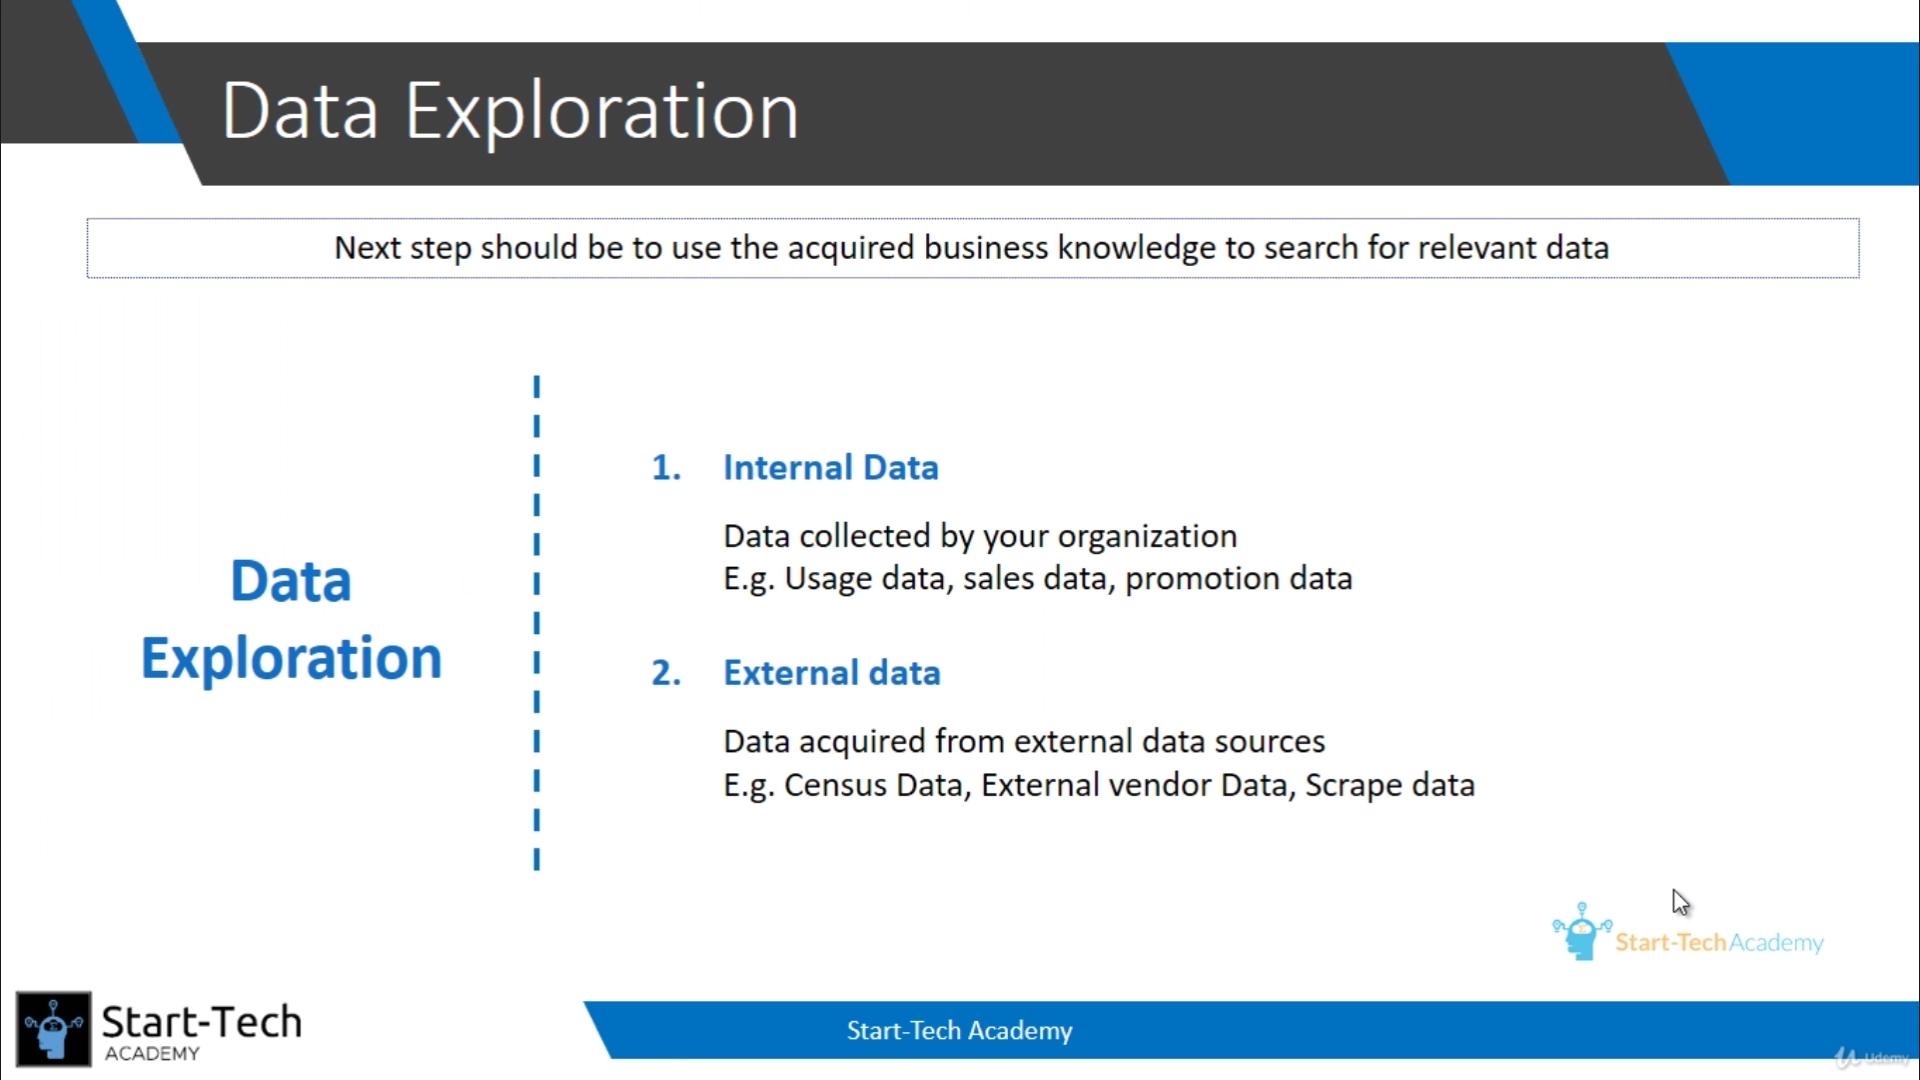 Data Exploration
Next step should be to use the acquired business knowledge to search for relevant data
Data
Exploration
1. Internal Data
Data collected by your organization
E.g. Usage data, sales data, promotion data
2. External data
Data acquired from external data sources
E.g. Census Data, External vendor Data, Scrape data
Start-Tech Academy
Start-Tech
ACADEMY
Start-Tech Academy
Udemy